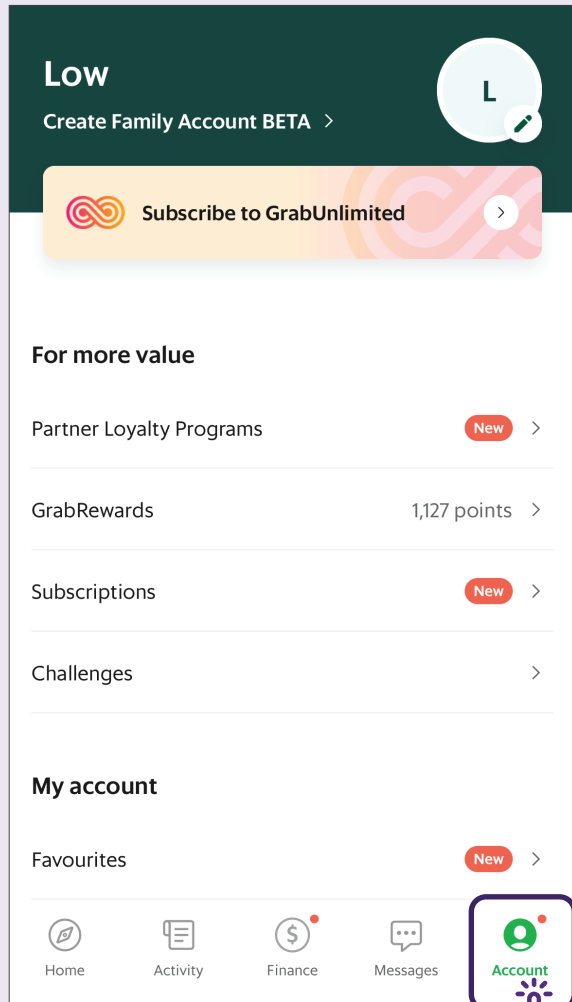 Low
L
Create Family Account BETA
Subscribe to GrabUnlimited
For more value
Partner Loyalty Programs New
GrabRewards 1,127 points
Subscriptions New
Challenges
My account
Favourites New
$
Home Activity Finance Messages Account